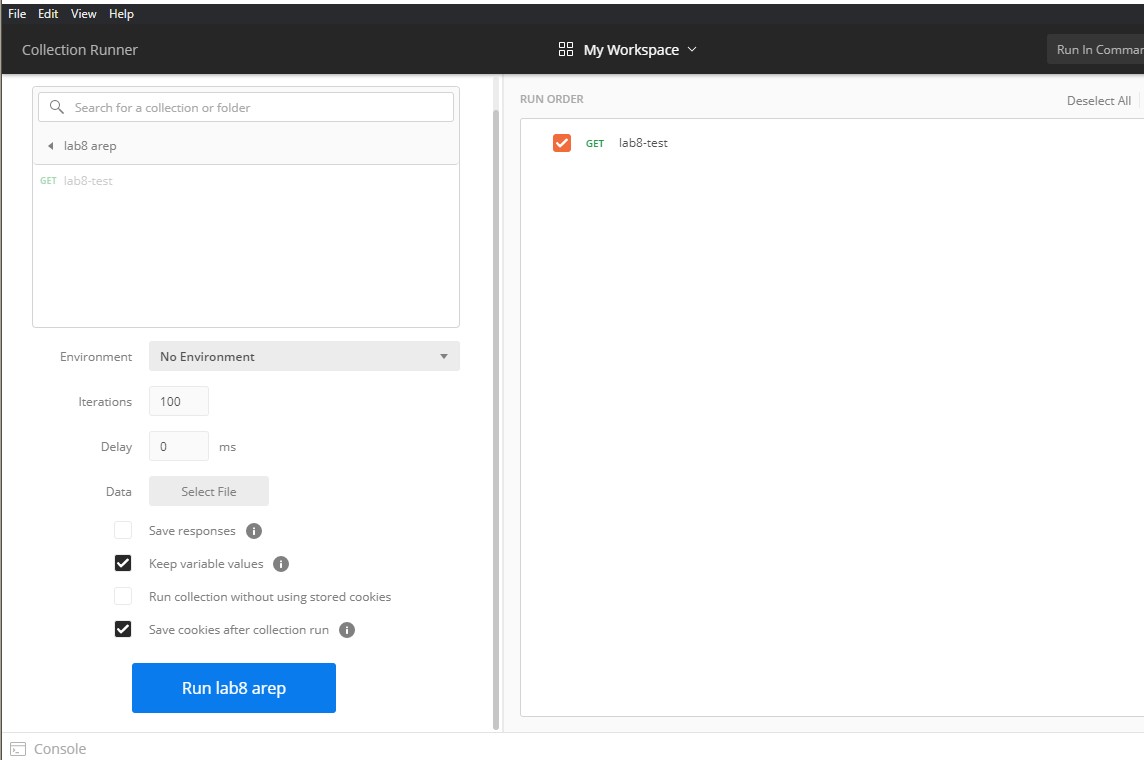 File Edit View Help
Collection Runner
My Workspace
Run In Comman
Search for a collection or folder
lab8 arep
GET lab8-test
Environment No Environment
Iterations 100
Delay 0 ms
Data Select File
Save responses
Keep variable values
Run collection without using stored cookies
Save cookies after collection run
Run lab8 arep
RUN ORDER
Deselect All
GET lab8-test
Console